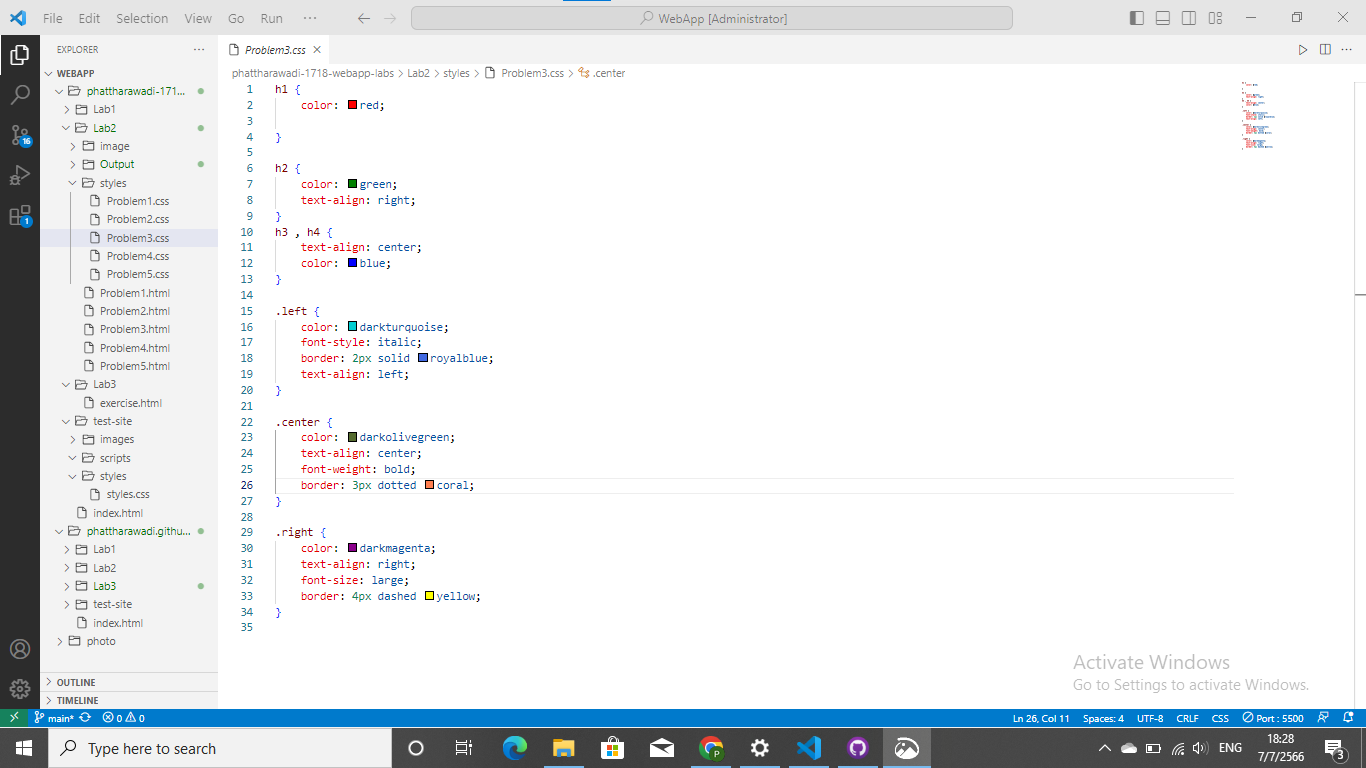 File Edit Selection View Go Run ··· WebApp [Administrator]
EXPLORER ···
WEBAPP
phattharawadi-171...
Lab1
Lab2
image
Output
styles
Problem1.css
Problem2.css
Problem3.css
Problem4.css
Problem5.css
Problem1.html
Problem2.html
Problem3.html
Problem4.html
Problem5.html
Lab3
exercise.html
test-site
images
scripts
styles
styles.css
index.html
phattharawadi.githu...
Lab1
Lab2
Lab3
test-site
index.html
photo
OUTLINE
TIMELINE
16
1
Problem3.css
phattharawadi-1718-webapp-labs > Lab2 > styles > Problem3.css > .center
1 h1 {
2 color: red;
3
4 }
5
6 h2 {
7 color: green;
8 text-align: right;
9 }
10 h3 , h4 {
11 text-align: center;
12 color: blue;
13 }
14
15 .left {
16 color: darkturquoise;
17 font-style: italic;
18 border: 2px solid royalblue;
19 text-align: left;
20 }
21
22 .center {
23 color: darkolivegreen;
24 text-align: center;
25 font-weight: bold;
26 border: 3px dotted coral;
27 }
28
29 .right {
30 color: darkmagenta;
31 text-align: right;
32 font-size: large;
33 border: 4px dashed yellow;
34 }
35
Activate Windows
Go to Settings to activate Windows.
main* 0 0 Ln 26, Col 11 Spaces: 4 UTF-8 CRLF CSS Port : 5500
Type here to search
P
ENG
18:28
7/7/2566
3